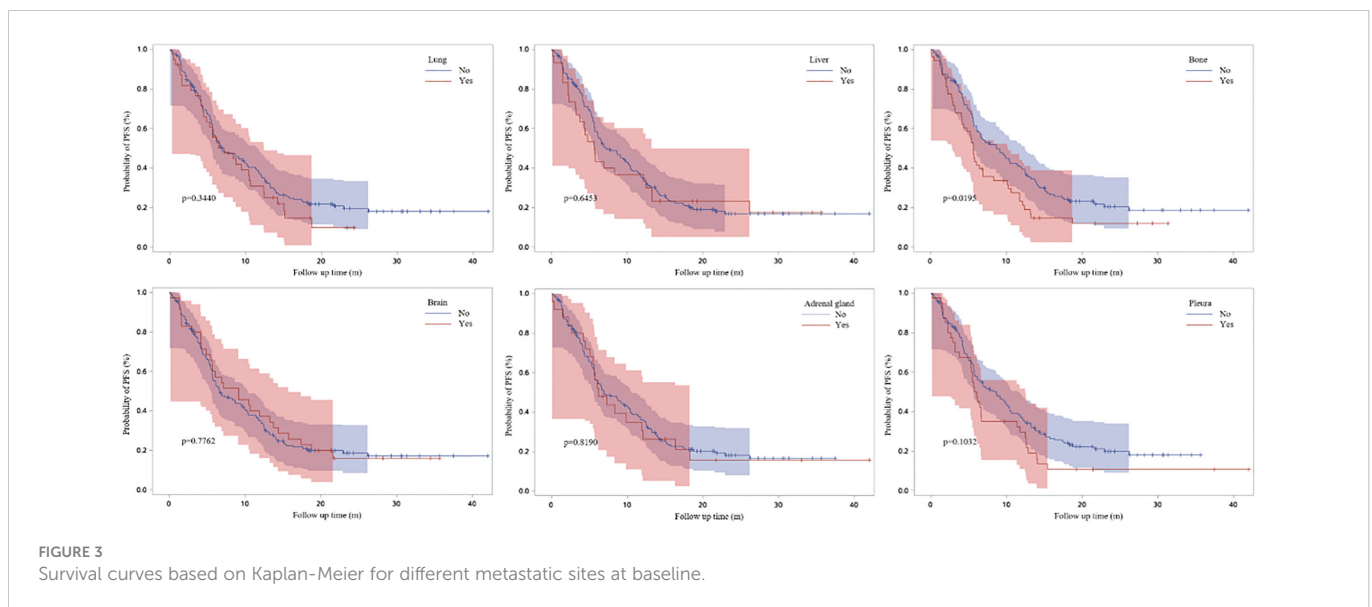 1.0
0.8
0.6
0.4
0.2
0.0
Probability of PFS (%)
Lung
No
Yes
p=0.3440
0 10 20 30 40
Follow up time (m)
1.0
0.8
0.6
0.4
0.2
0.0
Probability of PFS (%)
Liver
No
Yes
p=0.6453
0 10 20 30 40
Follow up time (m)
1.0
0.8
0.6
0.4
0.2
0.0
Probability of PFS (%)
Bone
No
Yes
p=0.0195
0 10 20 30 40
Follow up time (m)
1.0
0.8
0.6
0.4
0.2
0.0
Probability of PFS (%)
Brain
No
Yes
p=0.7762
0 10 20 30 40
Follow up time (m)
1.0
0.8
0.6
0.4
0.2
0.0
Probability of PFS (%)
Adrenal gland
No
Yes
p=0.8190
0 10 20 30 40
Follow up time (m)
1.0
0.8
0.6
0.4
0.2
0.0
Probability of PFS (%)
Pleura
No
Yes
p=0.1032
0 10 20 30 40
Follow up time (m)
FIGURE 3
Survival curves based on Kaplan-Meier for different metastatic sites at baseline.